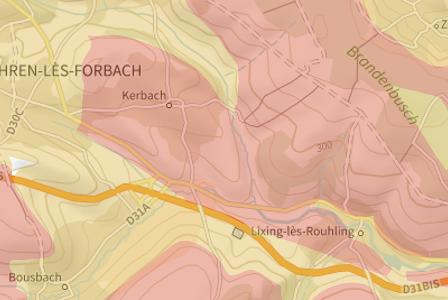 HREN-LÈS-FORBACH
Kerbach
Brandenbusch
D30C
300
D31A
Lixing-lès-Rouhling
Bousbach
D31BIS